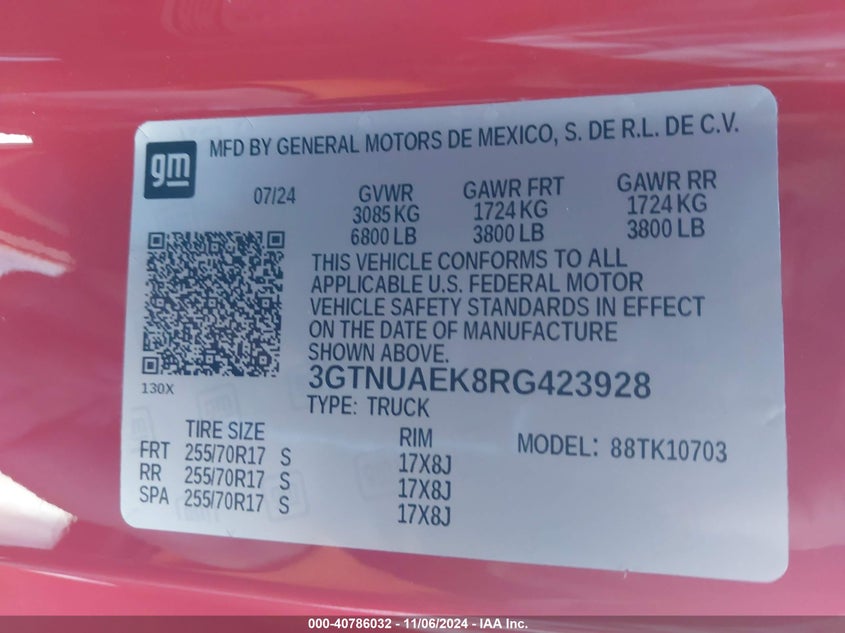 gm
MFD BY GENERAL MOTORS DE MEXICO, S. DE R.L. DE C.V.
07/24 GVWR GAWR FRT GAWR RR
3085 KG 1724 KG 1724 KG
6800 LB 3800 LB 3800 LB
THIS VEHICLE CONFORMS TO ALL
APPLICABLE U.S. FEDERAL MOTOR
VEHICLE SAFETY STANDARDS IN EFFECT
ON THE DATE OF MANUFACTURE
SHOWN ABOVE.
130X
3GTNUAEK8RG423928
TYPE: TRUCK
TIRE SIZE RIM MODEL: 88TK10703
FRT 255/70R17 S 17X8J
RR 255/70R17 S 17X8J
SPA 255/70R17 S 17X8J
000-40786032 - 11/06/2024 - IAA Inc.